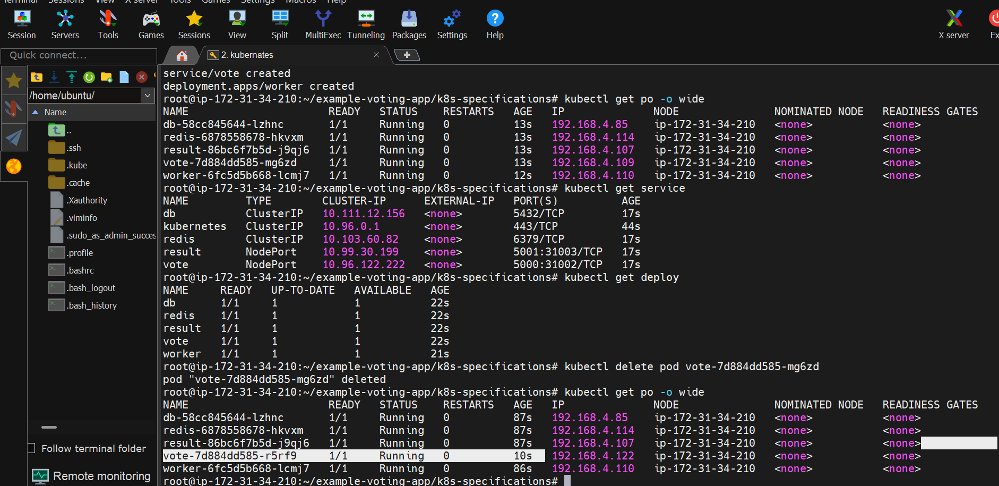 Terminal Sessions View X server Tools Games Settings Macros Help
Session Servers Tools Games Sessions View Split MultiExec Tunneling Packages Settings Help X server Ex
Quick connect...
2. kubernates
/home/ubuntu/
Name
..
.ssh
.kube
.cache
.Xauthority
.viminfo
.sudo_as_admin_succes
.profile
.bashrc
.bash_logout
.bash_history
Follow terminal folder
Remote monitoring
service/vote created
deployment.apps/worker created
root@ip-172-31-34-210:~/example-voting-app/k8s-specifications# kubectl get po -o wide
NAME READY STATUS RESTARTS AGE IP NODE NOMINATED NODE READINESS GATES
db-58cc845644-lzhnc 1/1 Running 0 13s 192.168.4.85 ip-172-31-34-210 <none> <none>
redis-6878558678-hkvxm 1/1 Running 0 13s 192.168.4.114 ip-172-31-34-210 <none> <none>
result-86bc6f7b5d-j9qj6 1/1 Running 0 13s 192.168.4.107 ip-172-31-34-210 <none> <none>
vote-7d884dd585-mg6zd 1/1 Running 0 13s 192.168.4.109 ip-172-31-34-210 <none> <none>
worker-6fc5d5b668-lcmj7 1/1 Running 0 12s 192.168.4.110 ip-172-31-34-210 <none> <none>
root@ip-172-31-34-210:~/example-voting-app/k8s-specifications# kubectl get service
NAME TYPE CLUSTER-IP EXTERNAL-IP PORT(S) AGE
db ClusterIP 10.111.12.156 <none> 5432/TCP 17s
kubernetes ClusterIP 10.96.0.1 <none> 443/TCP 44s
redis ClusterIP 10.103.60.82 <none> 6379/TCP 17s
result NodePort 10.99.30.199 <none> 5001:31003/TCP 17s
vote NodePort 10.96.122.222 <none> 5000:31002/TCP 17s
root@ip-172-31-34-210:~/example-voting-app/k8s-specifications# kubectl get deploy
NAME READY UP-TO-DATE AVAILABLE AGE
db 1/1 1 1 22s
redis 1/1 1 1 22s
result 1/1 1 1 22s
vote 1/1 1 1 22s
worker 1/1 1 1 21s
root@ip-172-31-34-210:~/example-voting-app/k8s-specifications# kubectl delete pod vote-7d884dd585-mg6zd
pod "vote-7d884dd585-mg6zd" deleted
root@ip-172-31-34-210:~/example-voting-app/k8s-specifications# kubectl get po -o wide
NAME READY STATUS RESTARTS AGE IP NODE NOMINATED NODE READINESS GATES
db-58cc845644-lzhnc 1/1 Running 0 87s 192.168.4.85 ip-172-31-34-210 <none> <none>
redis-6878558678-hkvxm 1/1 Running 0 87s 192.168.4.114 ip-172-31-34-210 <none> <none>
result-86bc6f7b5d-j9qj6 1/1 Running 0 87s 192.168.4.107 ip-172-31-34-210 <none> <none>
vote-7d884dd585-r5rf9 1/1 Running 0 10s 192.168.4.122 ip-172-31-34-210 <none> <none>
worker-6fc5d5b668-lcmj7 1/1 Running 0 86s 192.168.4.110 ip-172-31-34-210 <none> <none>
root@ip-172-31-34-210:~/example-voting-app/k8s-specifications#